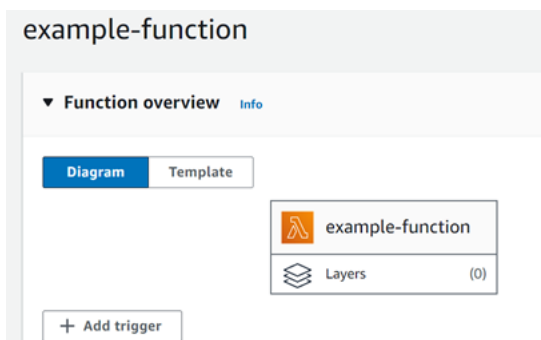 example-function
Function overview Info
Diagram Template
example-function
Layers (0)
+ Add trigger